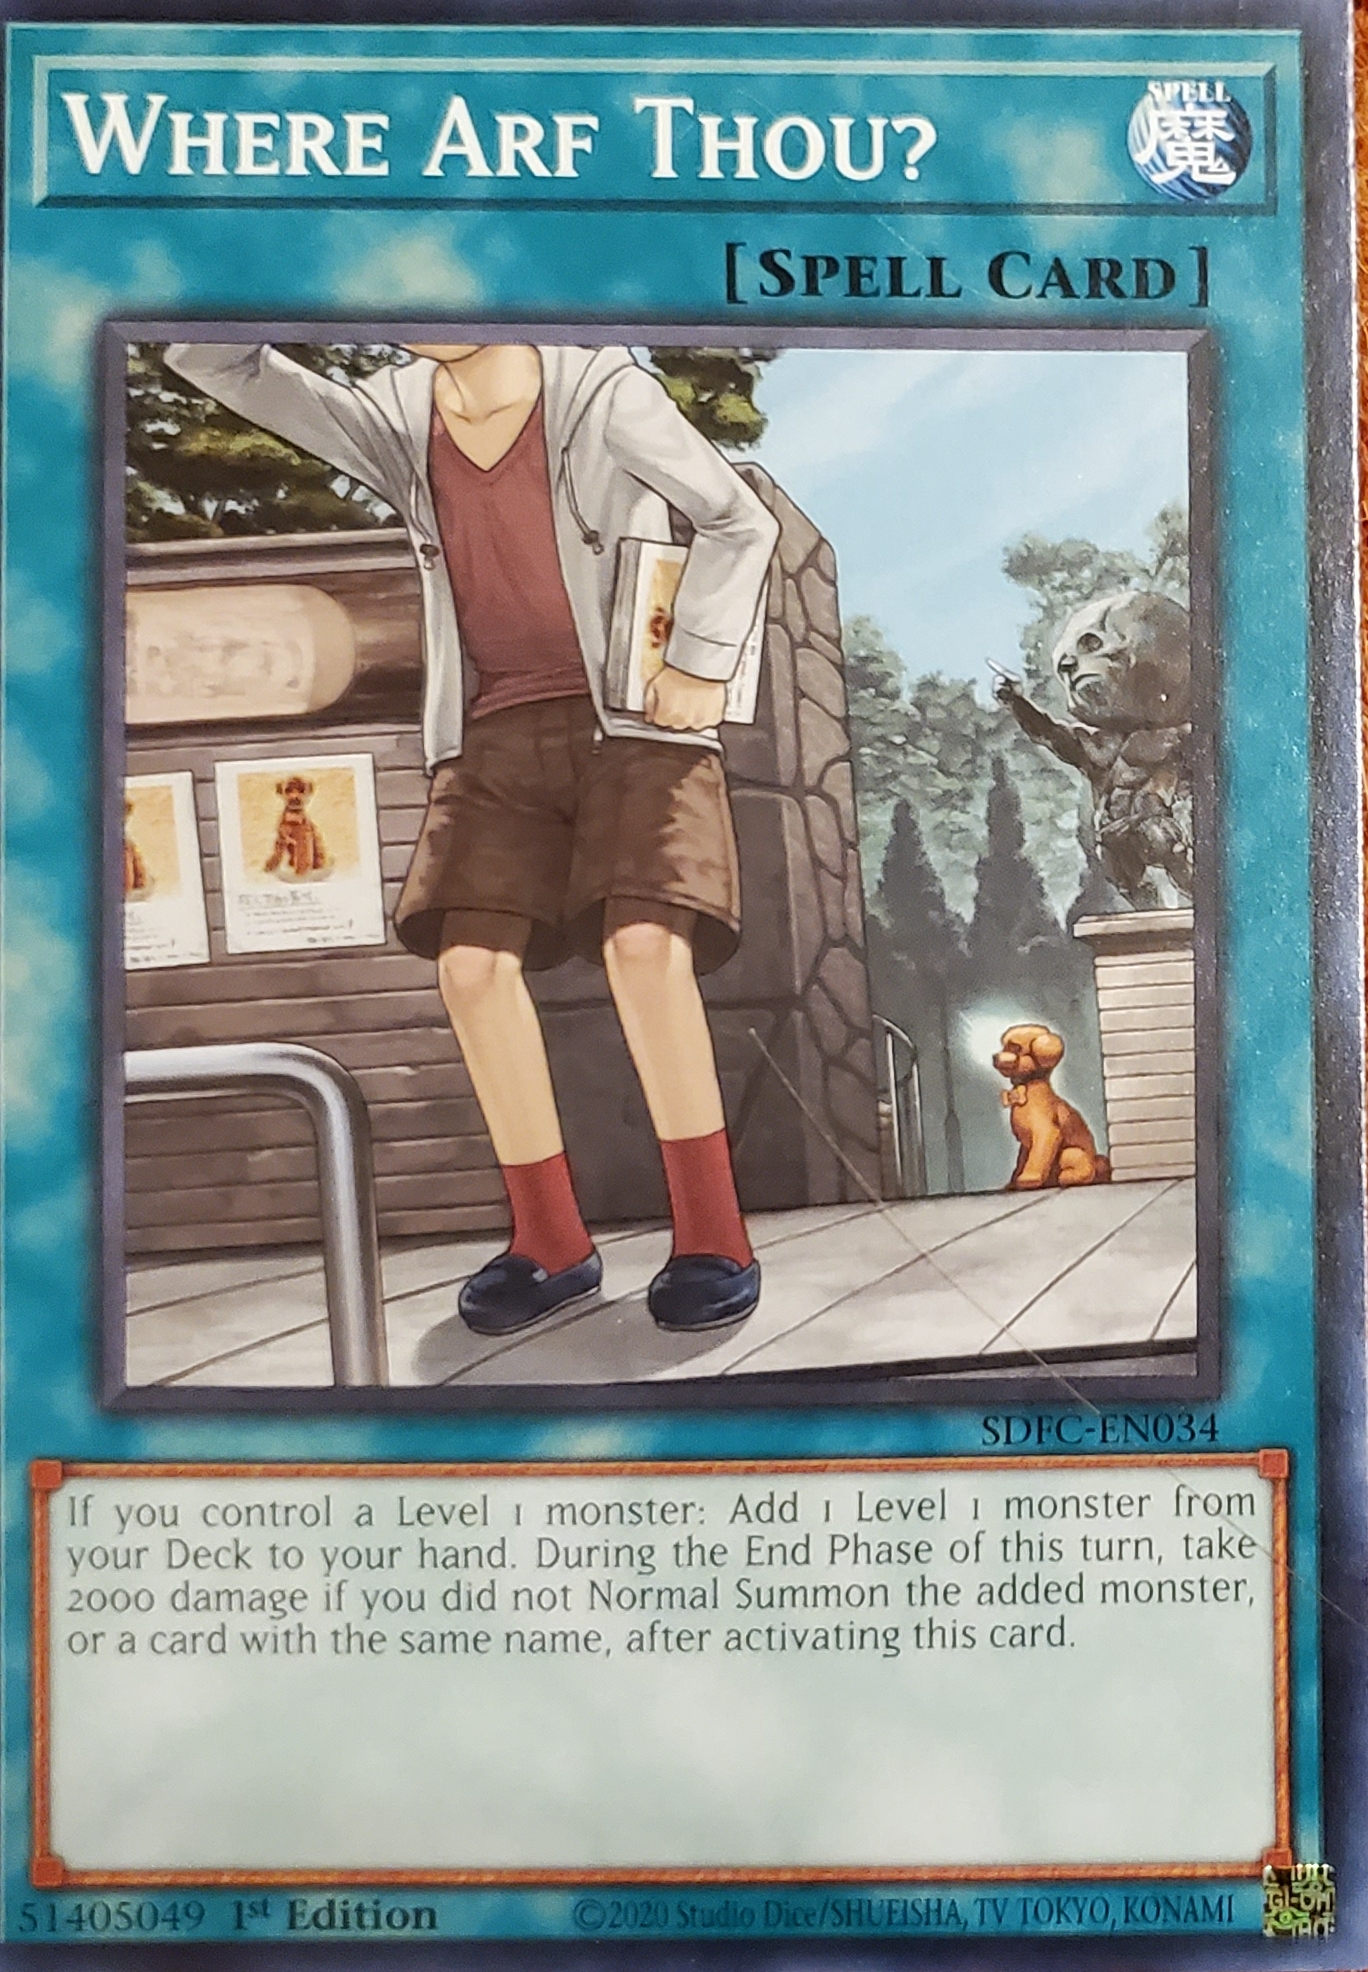 WHERE ARF THOU?
SPELL
魔
[SPELL CARD]
SDFC-EN034
If you control a Level 1 monster: Add 1 Level 1 monster from
your Deck to your hand. During the End Phase of this turn, take
2000 damage if you did not Normal Summon the added monster,
or a card with the same name, after activating this card.
51405049 1st Edition
©2020 Studio Dice/SHUEISHA, TV TOKYO, KONAMI